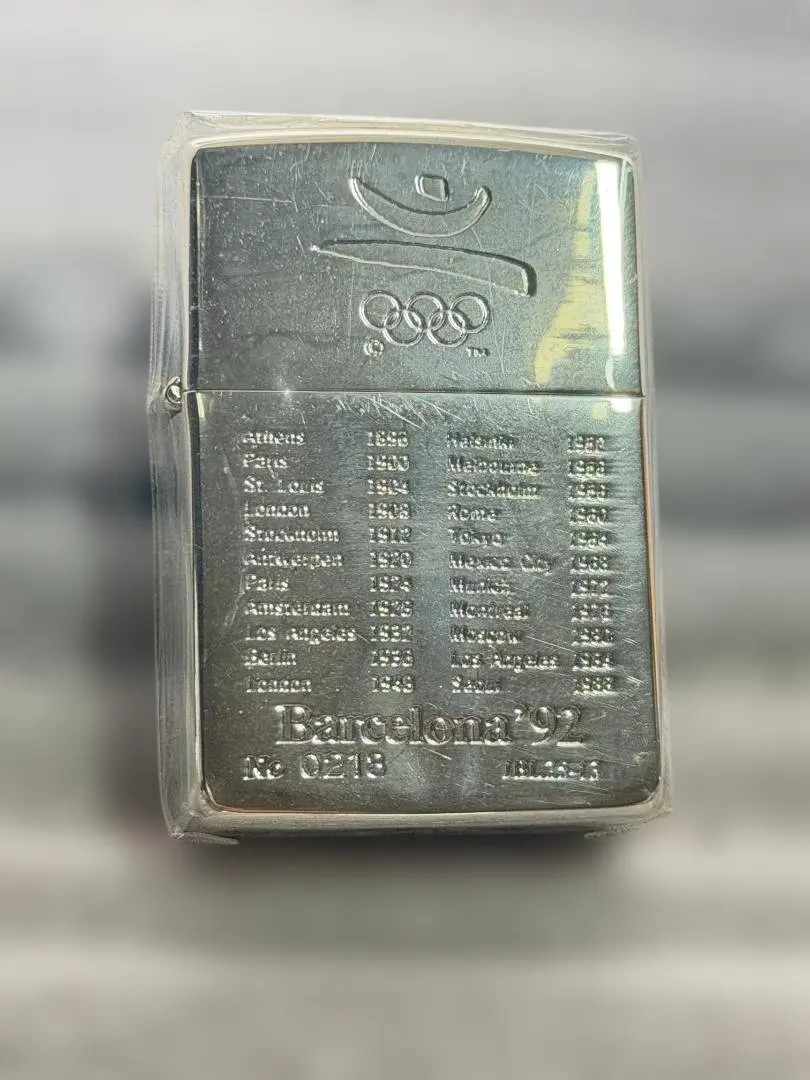 ©
TM
Athens 1896 Helsinki 1952
Paris 1900 Melbourne 1956
St. Louis 1904 Stockholm 1956
London 1908 Rome 1960
Stockholm 1912 Tokyo 1964
Antwerpen 1920 Mexico City 1968
Paris 1924 Munich 1972
Amsterdam 1928 Montreal 1976
Los Angeles 1932 Moscow 1980
Berlin 1936 Los Angeles 1984
London 1948 Seoul 1988
Barcelona '92
No 0218